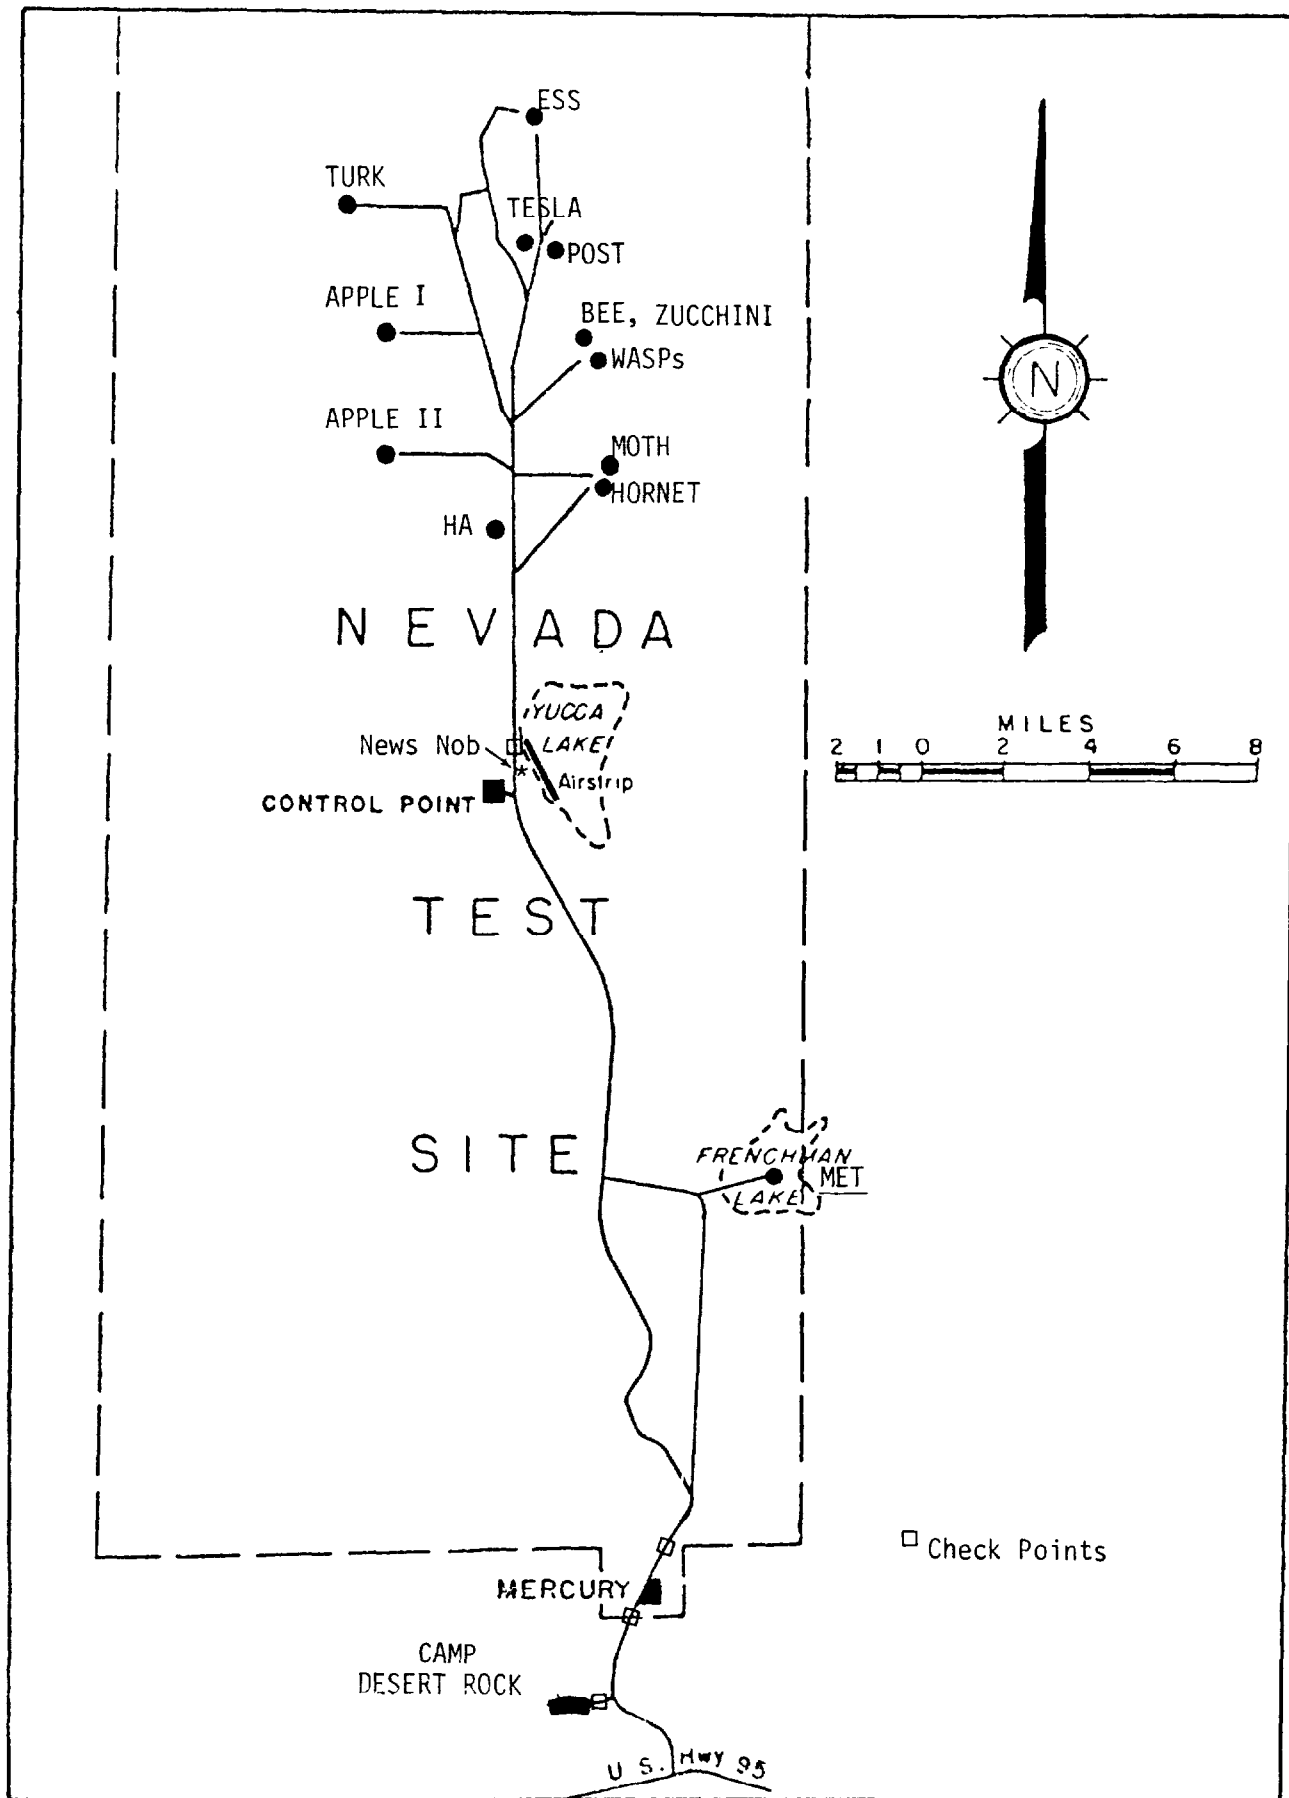 ESS
TURK
TESLA
POST
APPLE I
BEE, ZUCCHINI
WASPs
N
APPLE II
MOTH
HORNET
HA
NEVADA
YUCCA
LAKE
MILES
2 1 0 2 4 6 8
News Nob
Airstrip
CONTROL POINT
TEST
SITE
FRENCHMAN
LAKE
MET
Check Points
MERCURY
CAMP
DESERT ROCK
U S. Hwy 95